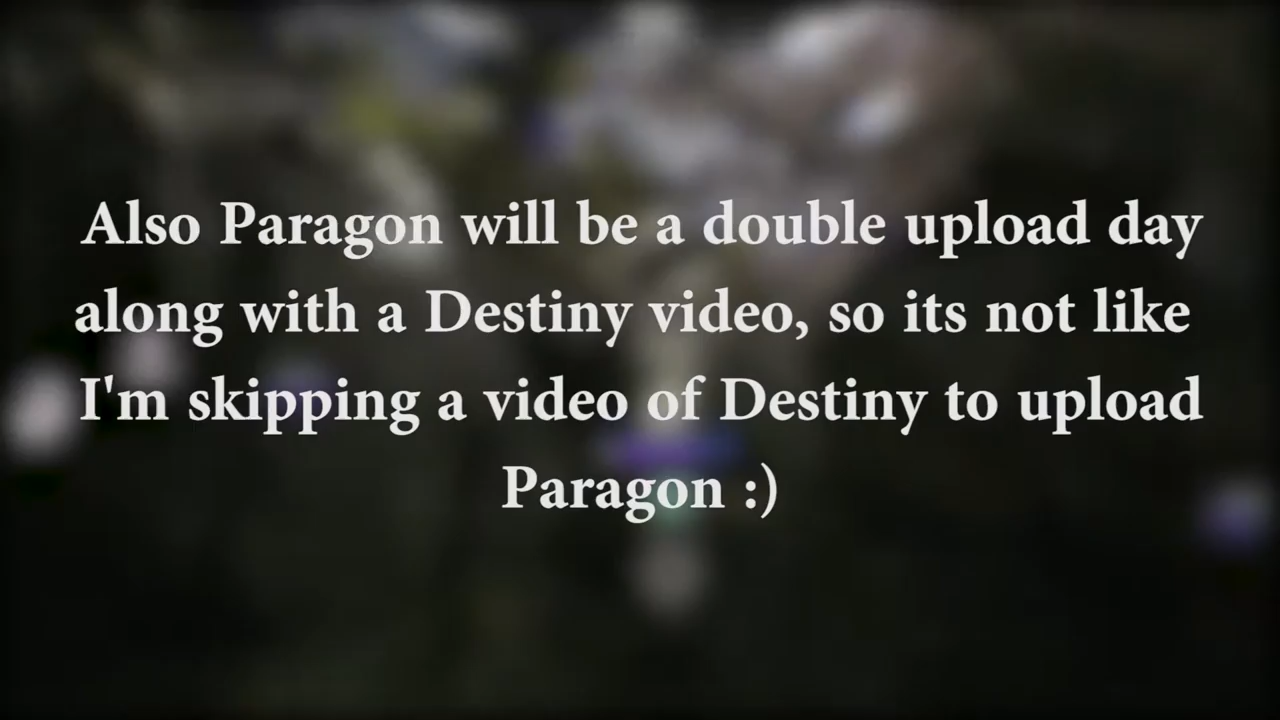 Also Paragon will be a double upload day
along with a Destiny video, so its not like
I'm skipping a video of Destiny to upload
Paragon :)